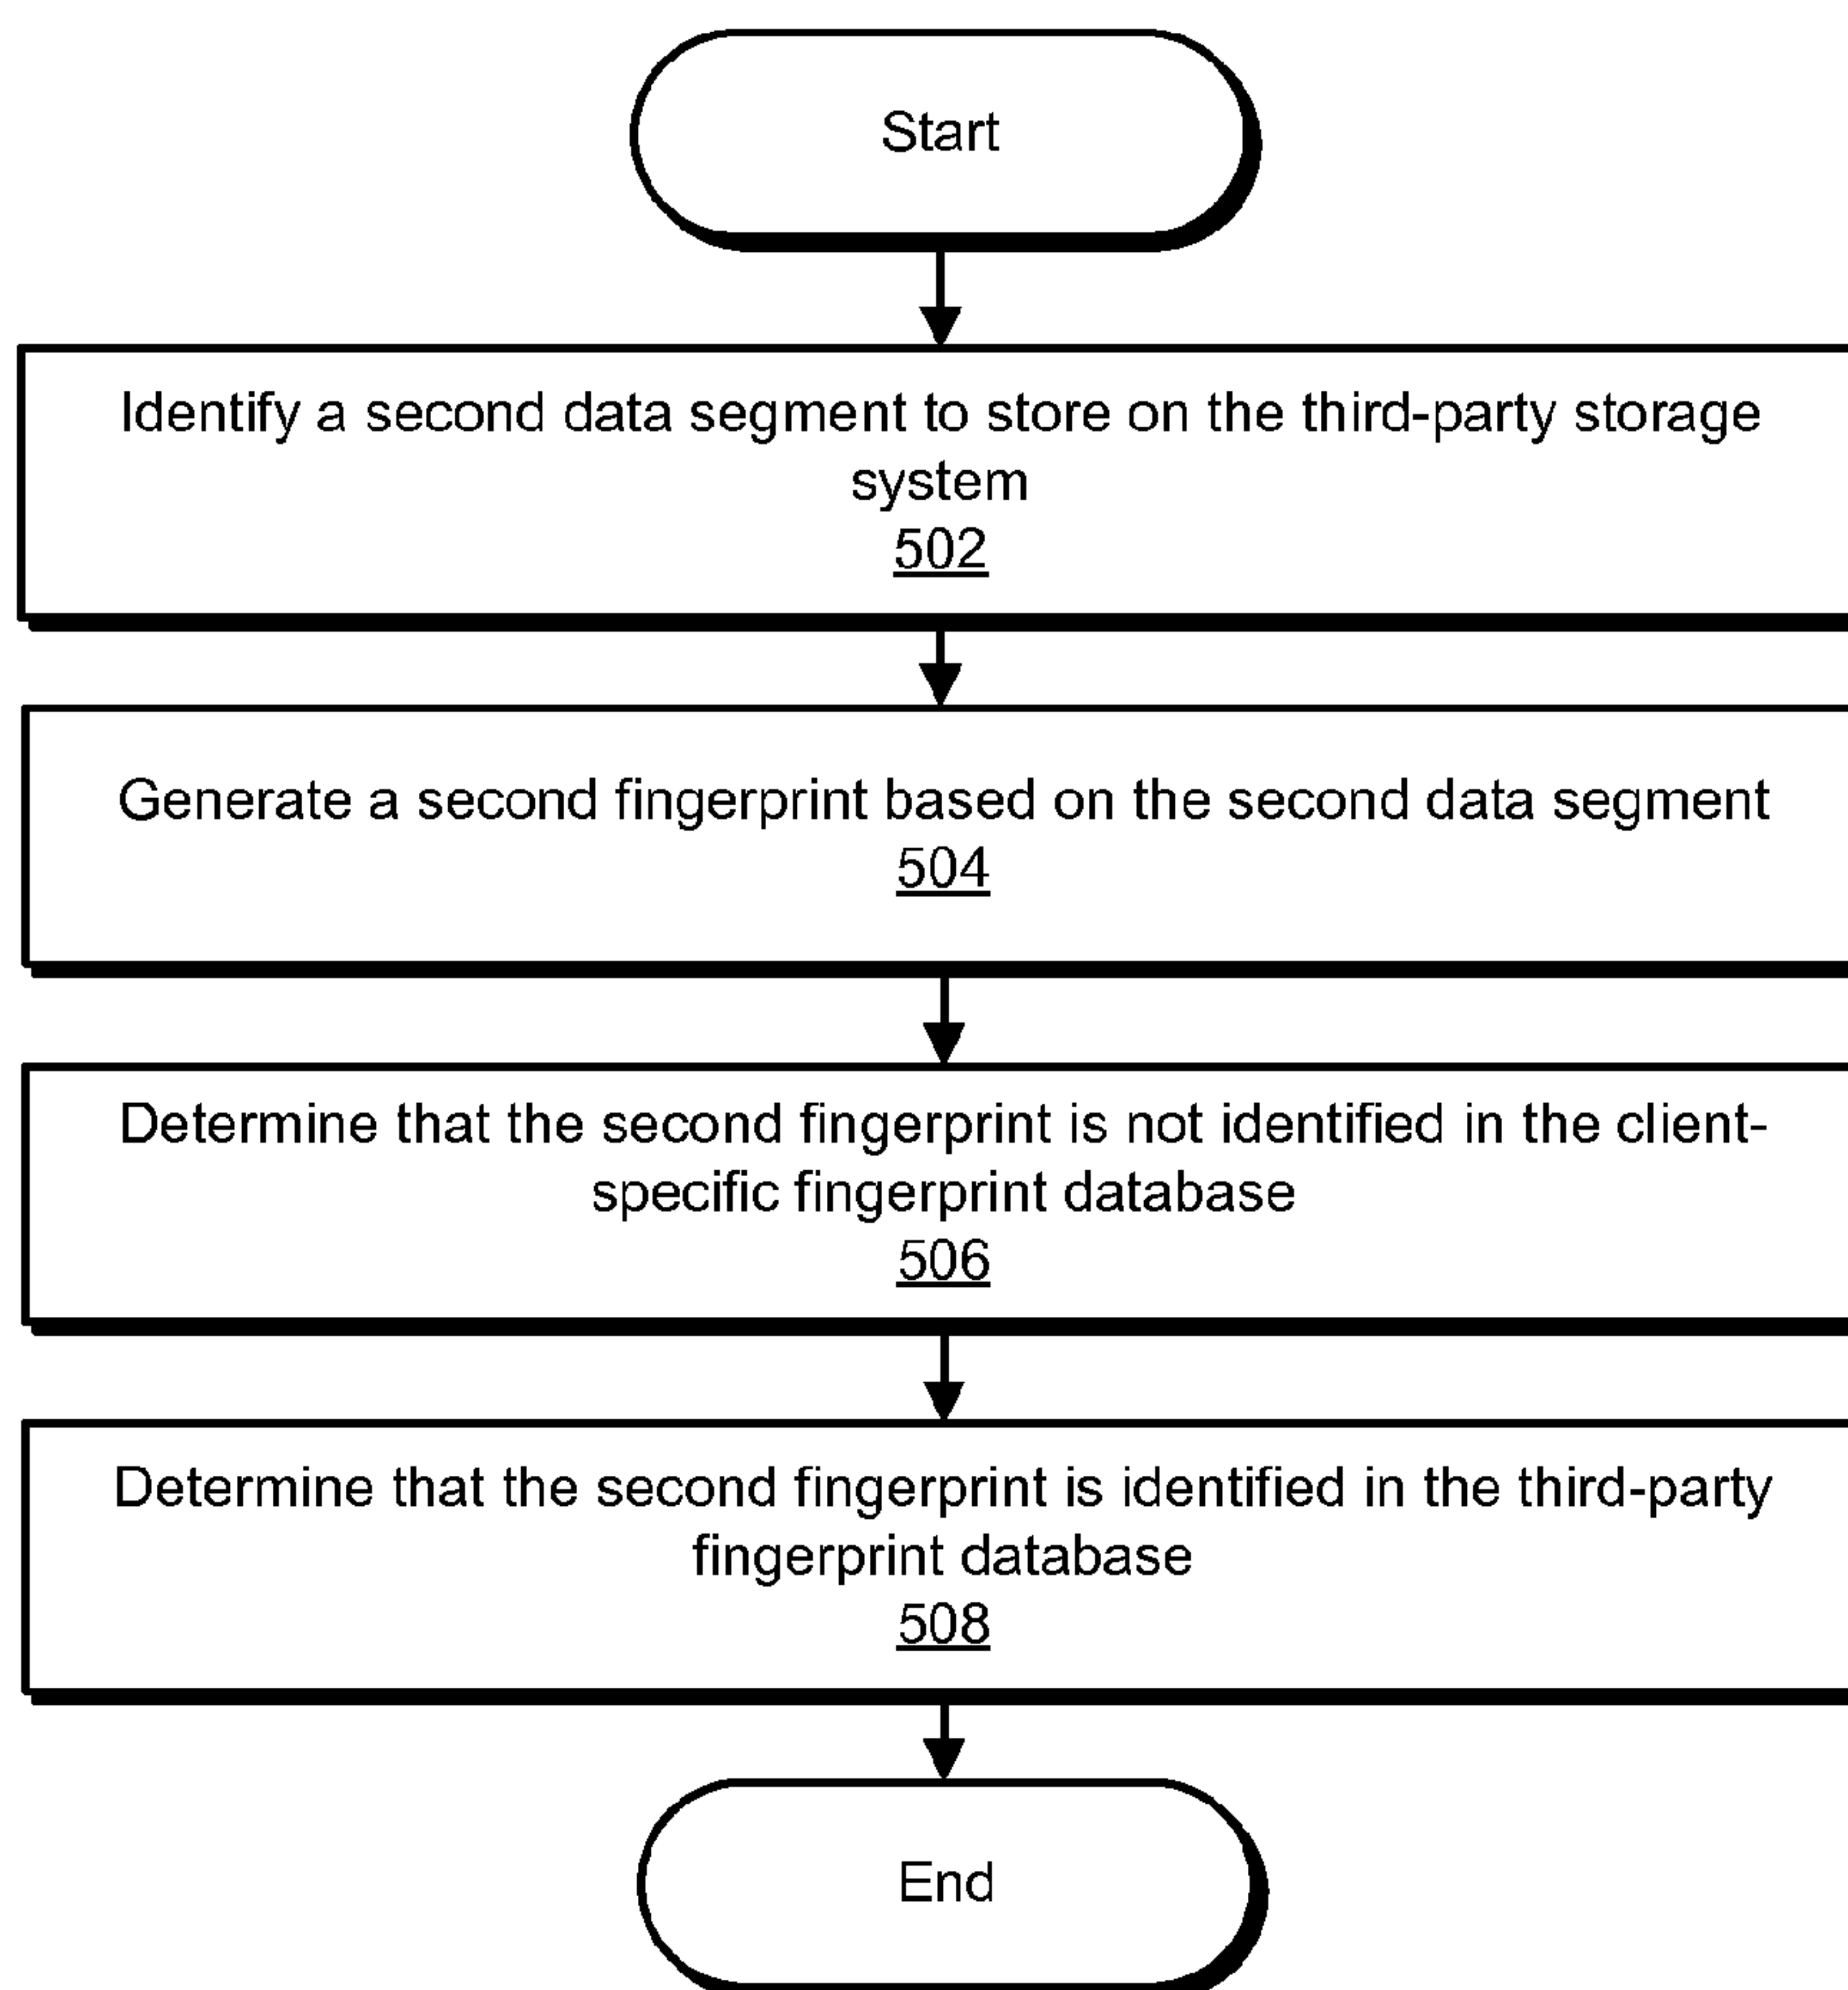 Start
Identify a second data segment to store on the third-party storage
system
502
Generate a second fingerprint based on the second data segment
504
Determine that the second fingerprint is not identified in the client-
specific fingerprint database
506
Determine that the second fingerprint is identified in the third-party
fingerprint database
508
End